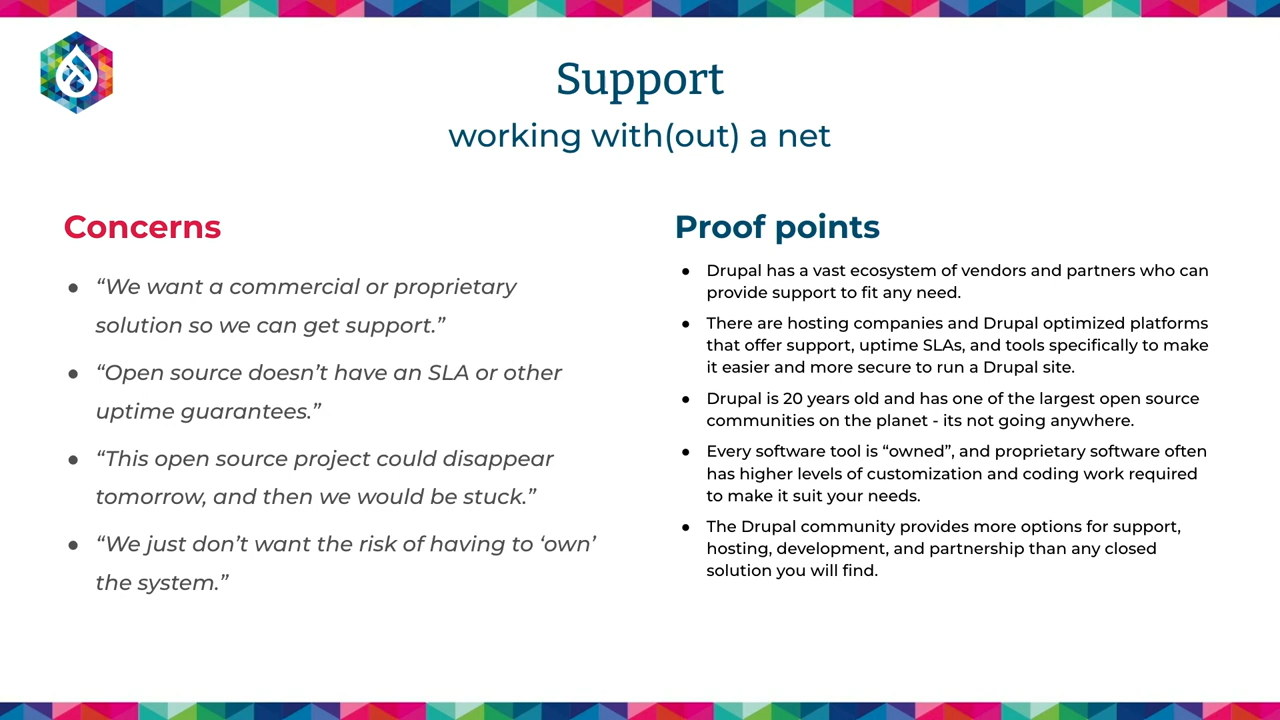 Support
working with(out) a net
Concerns
● “We want a commercial or proprietary
solution so we can get support.”
● “Open source doesn’t have an SLA or other
uptime guarantees.”
● “This open source project could disappear
tomorrow, and then we would be stuck.”
● “We just don’t want the risk of having to ‘own’
the system.”
Proof points
● Drupal has a vast ecosystem of vendors and partners who can
provide support to fit any need.
● There are hosting companies and Drupal optimized platforms
that offer support, uptime SLAs, and tools specifically to make
it easier and more secure to run a Drupal site.
● Drupal is 20 years old and has one of the largest open source
communities on the planet - its not going anywhere.
● Every software tool is “owned”, and proprietary software often
has higher levels of customization and coding work required
to make it suit your needs.
● The Drupal community provides more options for support,
hosting, development, and partnership than any closed
solution you will find.